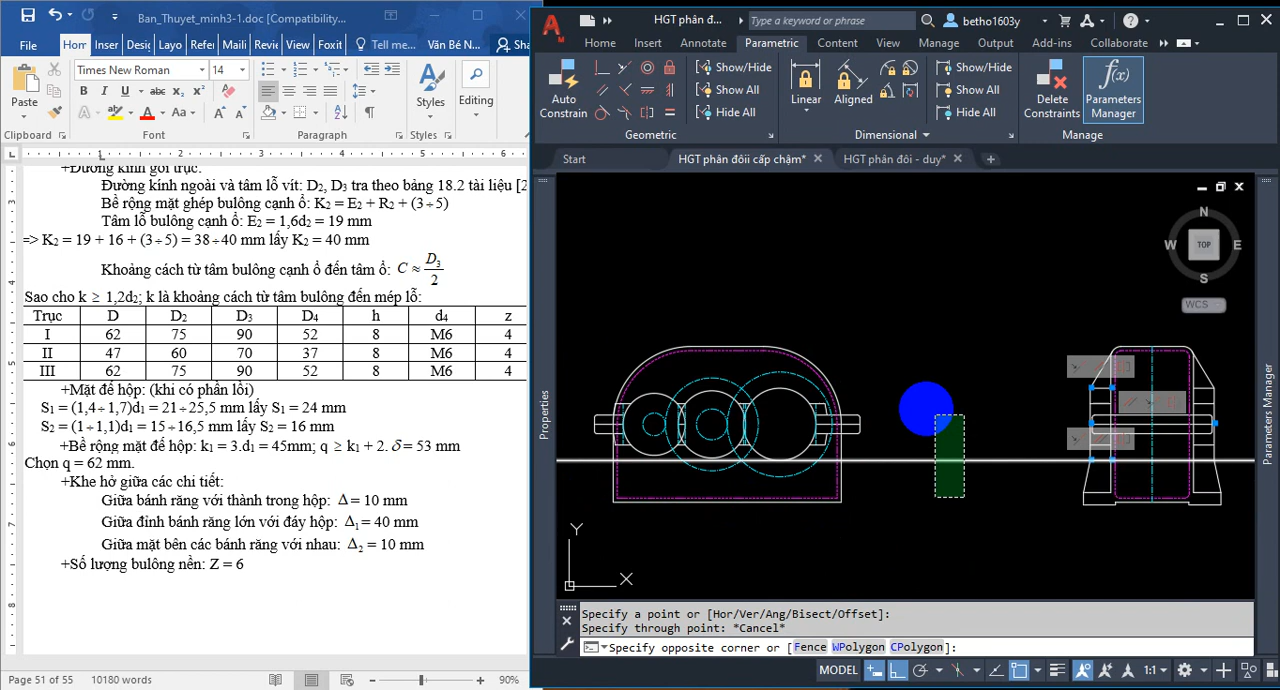 Ban_Thuyet_minh3-1.doc [Compatibility...
File Hom Inser Desig Layo Refer Maili Revie View Foxit Tell me... Văn Bé N... Sha
Paste
Times New Roman 14
Styles
Editing
Clipboard Font Paragraph Styles
+Đường kính gối trục:
Đường kính ngoài và tâm lỗ vít: D2, D3 tra theo bảng 18.2 tài liệu [2
Bề rộng mặt ghép bulông cạnh ổ: K2 = E2 + R2 + (3÷5)
Tâm lỗ bulông cạnh ổ: E2 = 1,6d2 = 19 mm
=> K2 = 19 + 16 + (3÷5) = 38÷40 mm lấy K2 = 40 mm
Khoảng cách từ tâm bulông cạnh ổ đến tâm ổ: C ≈ D3/2
Sao cho k ≥ 1,2d2; k là khoảng cách từ tâm bulông đến mép lỗ:
Trục D D2 D3 D4 h d4 z
I 62 75 90 52 8 M6 4
II 47 60 70 37 8 M6 4
III 62 75 90 52 8 M6 4
+Mặt đế hộp: (khi có phần lồi)
S1 = (1,4÷1,7)d1 = 21÷25,5 mm lấy S1 = 24 mm
S2 = (1÷1,1)d1 = 15÷16,5 mm lấy S2 = 16 mm
+Bề rộng mặt đế hộp: k1 = 3.d1 = 45mm; q ≥ k1 + 2.δ = 53 mm
Chọn q = 62 mm.
+Khe hở giữa các chi tiết:
Giữa bánh răng với thành trong hộp: Δ = 10 mm
Giữa đỉnh bánh răng lớn với đáy hộp: Δ1 = 40 mm
Giữa mặt bên các bánh răng với nhau: Δ2 = 10 mm
+Số lượng bulông nền: Z = 6
Page 51 of 55 10180 words 90%
HGT phân đ... Type a keyword or phrase betho1603y
Home Insert Annotate Parametric Content View Manage Output Add-ins Collaborate
Auto Constrain
Show/Hide
Show All
Hide All
Geometric
Linear
Aligned
Show/Hide
Show All
Hide All
Dimensional
Delete Constraints
Parameters Manager
Manage
Start HGT phân đôii cấp chậm* HGT phân đôi - duy*
Properties
Parameters Manager
N
W TOP E
S
WCS
Y
X
Specify a point or [Hor/Ver/Ang/Bisect/Offset]:
Specify through point: *Cancel*
Specify opposite corner or [Fence WPolygon CPolygon]:
MODEL 1:1